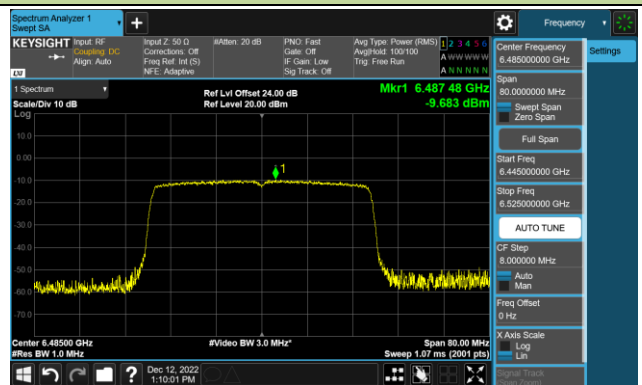 Spectrum Analyzer 1
Swept SA
Frequency
KEYSIGHT
Input: RF
Coupling: DC
Align: Auto
Input Z: 50 Ω
Corrections: Off
Freq Ref: Int (S)
NFE: Adaptive
#Atten: 20 dB
PNO: Fast
Gate: Off
IF Gain: Low
Sig Track: Off
Avg Type: Power (RMS)
Avg|Hold: 100/100
Trig: Free Run
1 2 3 4 5 6
A W W W W W
A N N N N N
LXI
1 Spectrum
Scale/Div 10 dB
Log
Ref Lvl Offset 24.00 dB
Ref Level 20.00 dBm
Mkr1 6.487 48 GHz
-9.683 dBm
10.0
0.00
1
-10.0
-20.0
-30.0
-40.0
-50.0
-60.0
-70.0
Center 6.48500 GHz
#Res BW 1.0 MHz
#Video BW 3.0 MHz*
Span 80.00 MHz
Sweep 1.07 ms (2001 pts)
Dec 12, 2022
1:10:01 PM
Center Frequency
6.485000000 GHz
Span
80.0000000 MHz
Swept Span
Zero Span
Full Span
Start Freq
6.445000000 GHz
Stop Freq
6.525000000 GHz
AUTO TUNE
CF Step
8.000000 MHz
Auto
Man
Freq Offset
0 Hz
X Axis Scale
Log
Lin
Signal Track
(Span Zoom)
Settings